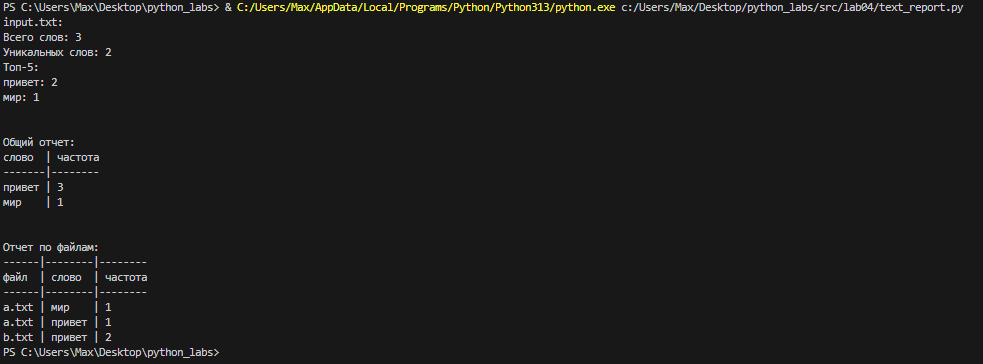 PS C:\Users\Max\Desktop\python_labs> & C:/Users/Max/AppData/Local/Programs/Python/Python313/python.exe c:/Users/Max/Desktop/python_labs/src/lab04/text_report.py
input.txt:
Всего слов: 3
Уникальных слов: 2
Топ-5:
привет: 2
мир: 1
Общий отчет:
слово  | частота
-------|--------
привет | 3
мир    | 1
Отчет по файлам:
------|--------|--------
файл  | слово  | частота
------|--------|--------
a.txt | мир    | 1
a.txt | привет | 1
b.txt | привет | 2
PS C:\Users\Max\Desktop\python_labs>